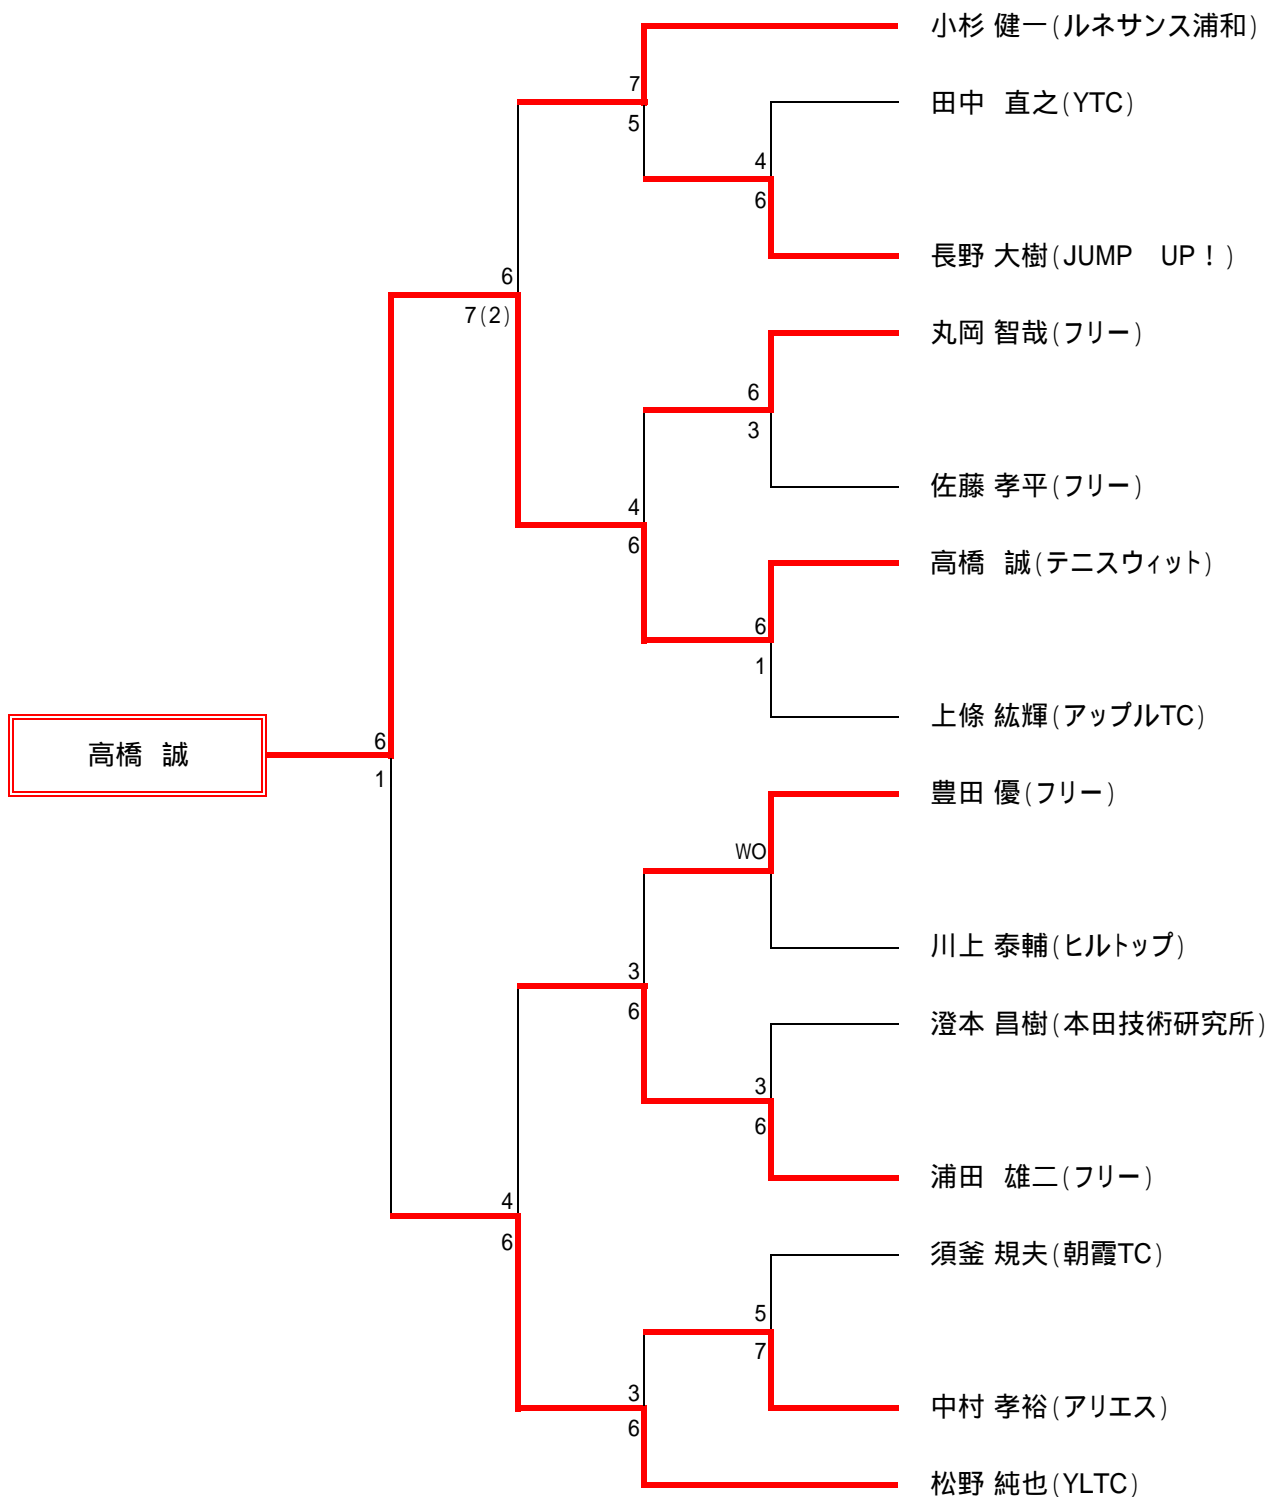 小杉 健一(ルネサンス浦和)
7
田中　直之(YTC)
5
4
6
長野 大樹(JUMP　UP！)
6
7(2)
丸岡 智哉(フリー)
6
3
佐藤 孝平(フリー)
4
6
高橋　誠(テニスウィット)
6
1
上條 紘輝(アップルTC)
高橋　誠
6
1
豊田 優(フリー)
WO
川上 泰輔(ヒルトップ)
3
6
澄本 昌樹(本田技術研究所)
3
6
浦田　雄二(フリー)
4
6
須釜 規夫(朝霞TC)
5
7
3
6
中村 孝裕(アリエス)
松野 純也(YLTC)